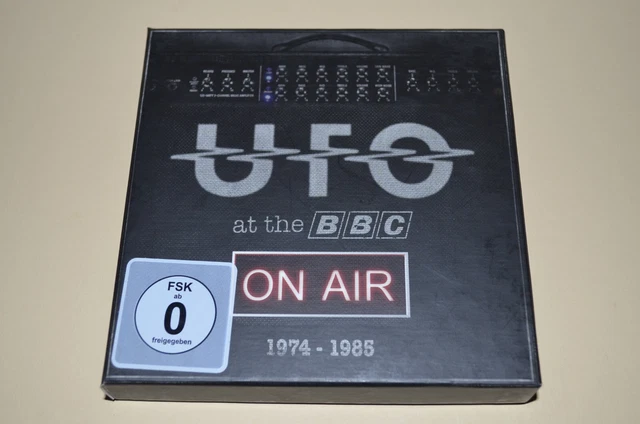 UFO
at the BBC
ON AIR
FSK
ab
0
freigegeben
1974 - 1985